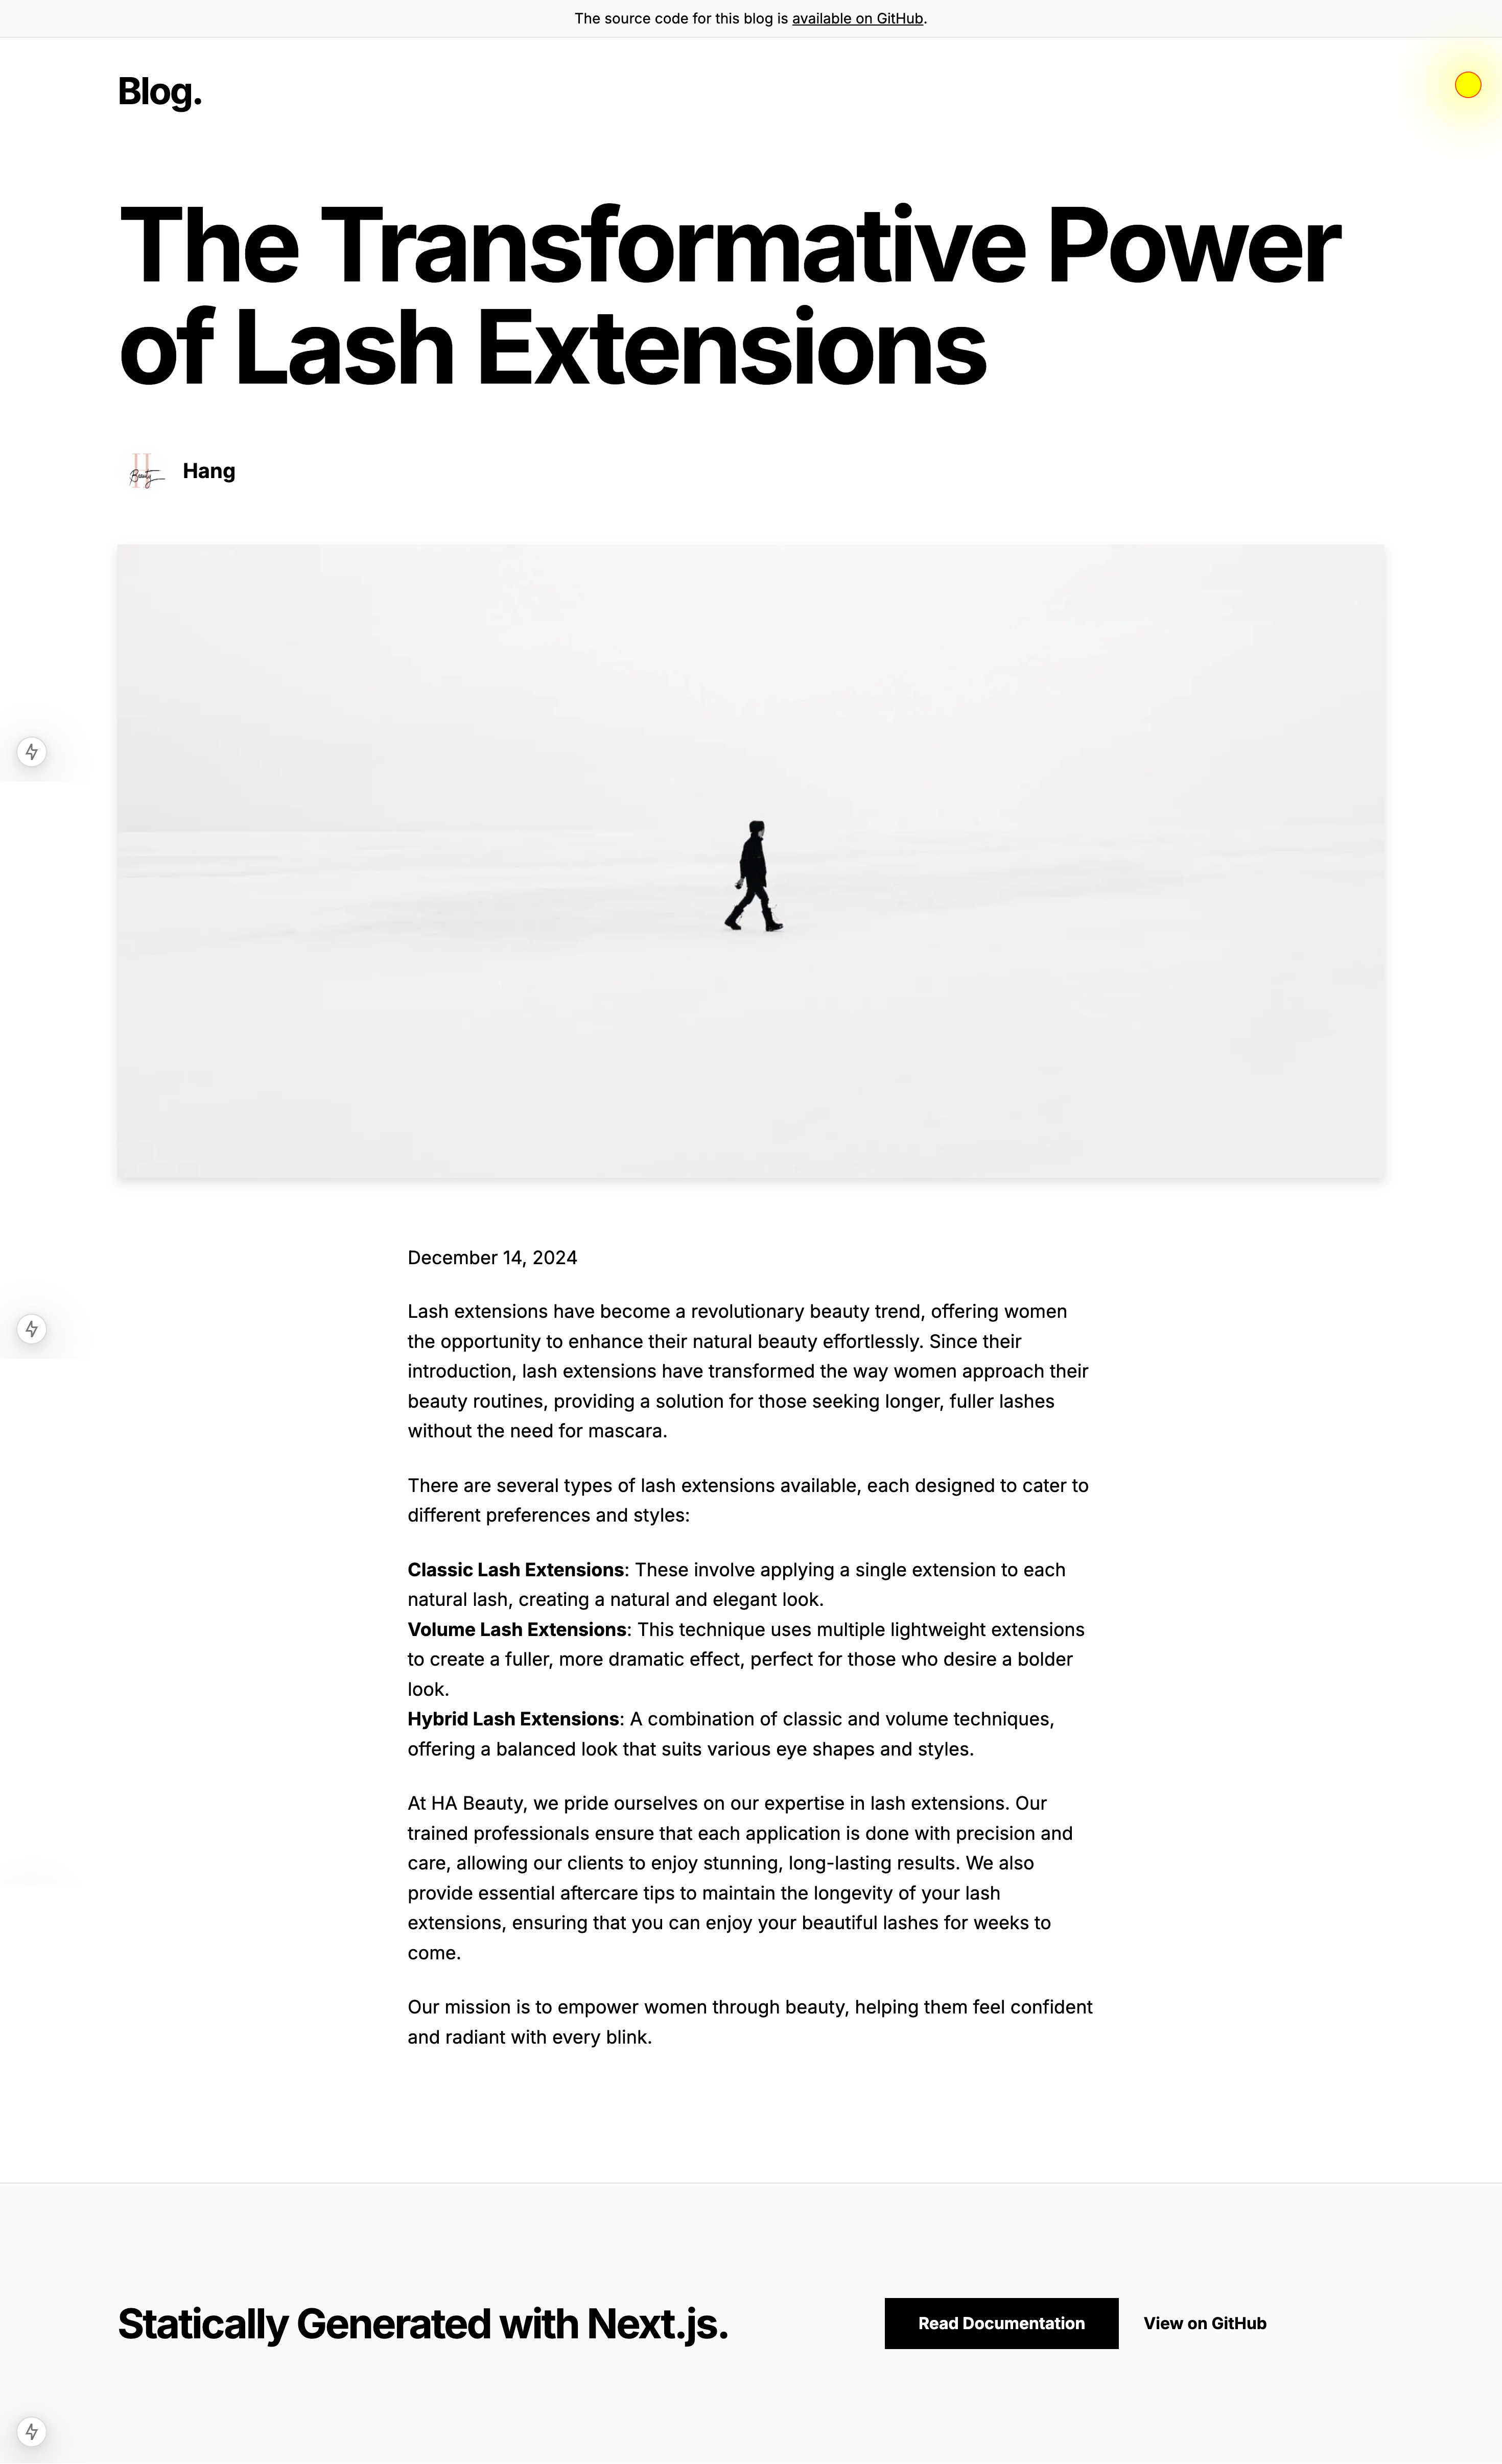 The source code for this blog is available on GitHub.
Blog.
The Transformative Power
of Lash Extensions
Beauty
Hang
December 14, 2024
Lash extensions have become a revolutionary beauty trend, offering women
the opportunity to enhance their natural beauty effortlessly. Since their
introduction, lash extensions have transformed the way women approach their
beauty routines, providing a solution for those seeking longer, fuller lashes
without the need for mascara.
There are several types of lash extensions available, each designed to cater to
different preferences and styles:
Classic Lash Extensions: These involve applying a single extension to each
natural lash, creating a natural and elegant look.
Volume Lash Extensions: This technique uses multiple lightweight extensions
to create a fuller, more dramatic effect, perfect for those who desire a bolder
look.
Hybrid Lash Extensions: A combination of classic and volume techniques,
offering a balanced look that suits various eye shapes and styles.
At HA Beauty, we pride ourselves on our expertise in lash extensions. Our
trained professionals ensure that each application is done with precision and
care, allowing our clients to enjoy stunning, long-lasting results. We also
provide essential aftercare tips to maintain the longevity of your lash
extensions, ensuring that you can enjoy your beautiful lashes for weeks to
come.
Our mission is to empower women through beauty, helping them feel confident
and radiant with every blink.
Statically Generated with Next.js.
Read Documentation
View on GitHub